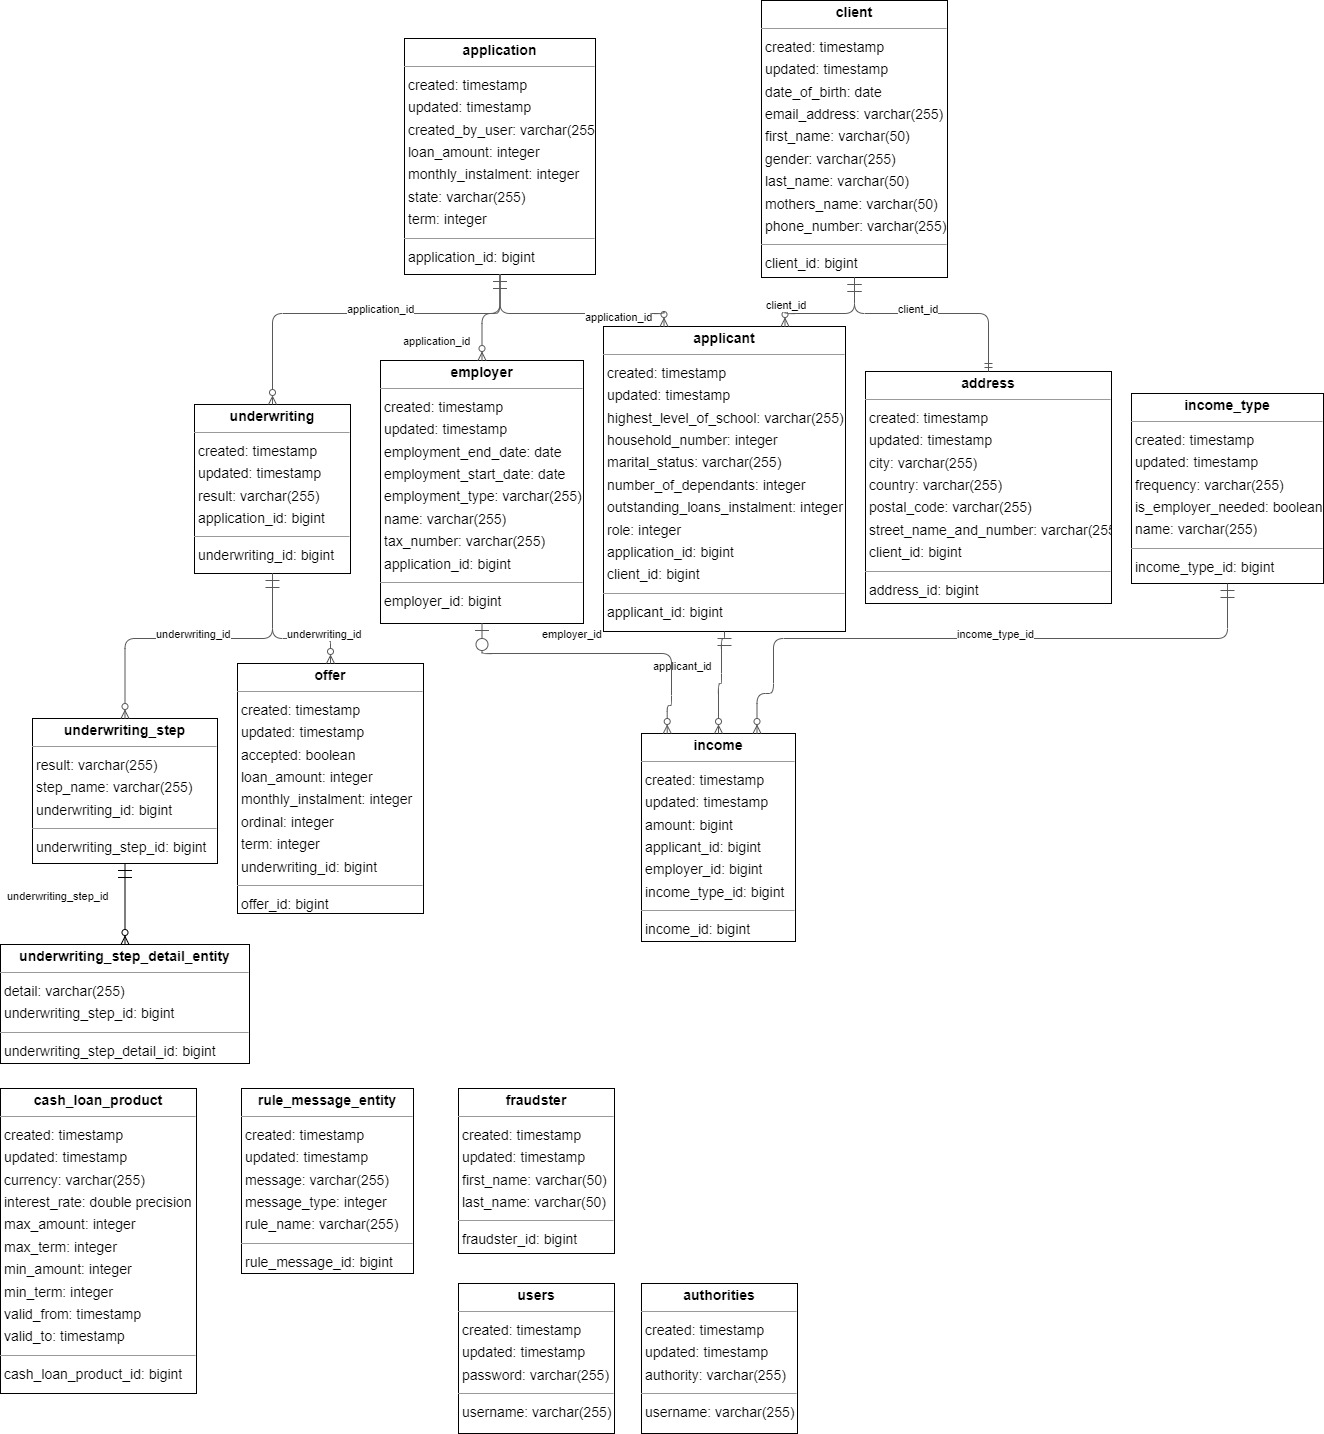 client
created: timestamp
updated: timestamp
date_of_birth: date
email_address: varchar(255)
first_name: varchar(50)
gender: varchar(255)
last_name: varchar(50)
mothers_name: varchar(50)
phone_number: varchar(255)
client_id: bigint
application
created: timestamp
updated: timestamp
created_by_user: varchar(255
loan_amount: integer
monthly_instalment: integer
state: varchar(255)
term: integer
application_id: bigint
application_id
application_id
application_id
client_id
client_id
underwriting
created: timestamp
updated: timestamp
result: varchar(255)
application_id: bigint
underwriting_id: bigint
employer
created: timestamp
updated: timestamp
employment_end_date: date
employment_start_date: date
employment_type: varchar(255)
name: varchar(255)
tax_number: varchar(255)
application_id: bigint
employer_id: bigint
applicant
created: timestamp
updated: timestamp
highest_level_of_school: varchar(255)
household_number: integer
marital_status: varchar(255)
number_of_dependants: integer
outstanding_loans_instalment: integer
role: integer
application_id: bigint
client_id: bigint
applicant_id: bigint
address
created: timestamp
updated: timestamp
city: varchar(255)
country: varchar(255)
postal_code: varchar(255)
street_name_and_number: varchar(255
client_id: bigint
address_id: bigint
income_type
created: timestamp
updated: timestamp
frequency: varchar(255)
is_employer_needed: boolean
name: varchar(255)
income_type_id: bigint
underwriting_id
underwriting_id
employer_id
applicant_id
income_type_id
underwriting_step
result: varchar(255)
step_name: varchar(255)
underwriting_id: bigint
underwriting_step_id: bigint
offer
created: timestamp
updated: timestamp
accepted: boolean
loan_amount: integer
monthly_instalment: integer
ordinal: integer
term: integer
underwriting_id: bigint
offer_id: bigint
income
created: timestamp
updated: timestamp
amount: bigint
applicant_id: bigint
employer_id: bigint
income_type_id: bigint
income_id: bigint
underwriting_step_id
underwriting_step_detail_entity
detail: varchar(255)
underwriting_step_id: bigint
underwriting_step_detail_id: bigint
cash_loan_product
created: timestamp
updated: timestamp
currency: varchar(255)
interest_rate: double precision
max_amount: integer
max_term: integer
min_amount: integer
min_term: integer
valid_from: timestamp
valid_to: timestamp
cash_loan_product_id: bigint
rule_message_entity
created: timestamp
updated: timestamp
message: varchar(255)
message_type: integer
rule_name: varchar(255)
rule_message_id: bigint
fraudster
created: timestamp
updated: timestamp
first_name: varchar(50)
last_name: varchar(50)
fraudster_id: bigint
users
created: timestamp
updated: timestamp
password: varchar(255)
username: varchar(255)
authorities
created: timestamp
updated: timestamp
authority: varchar(255)
username: varchar(255)